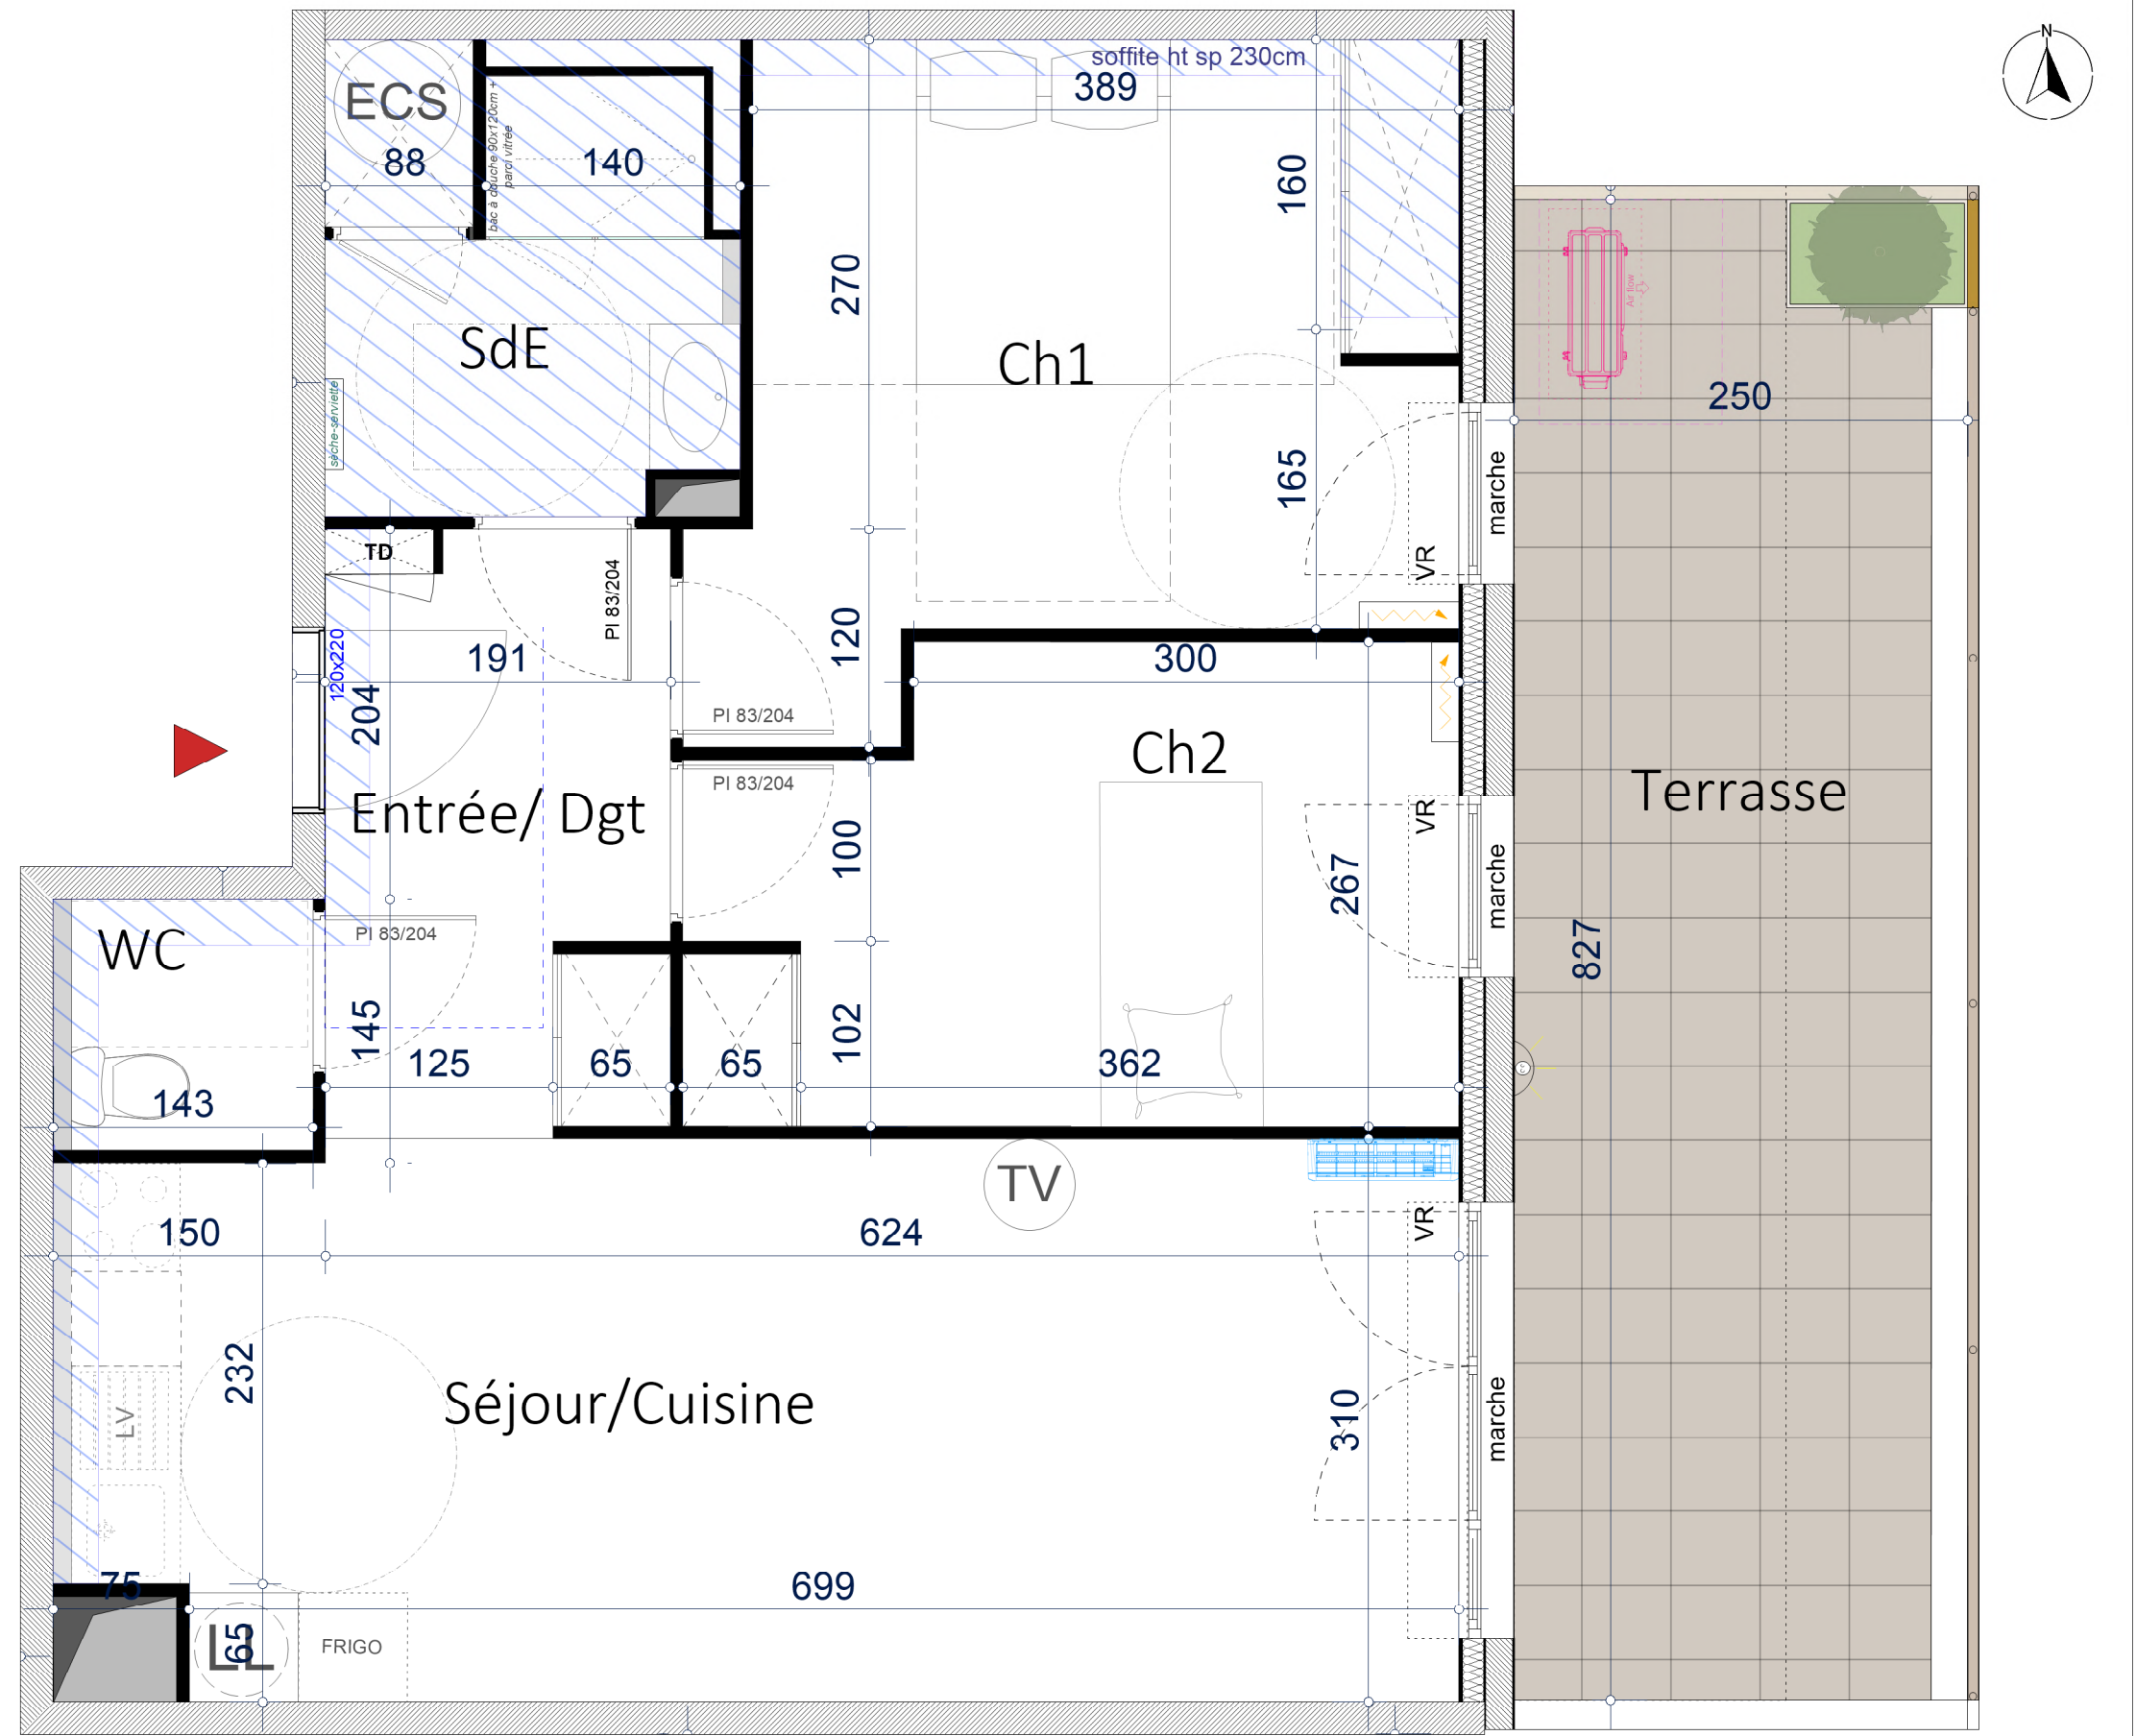 N
soffite ht sp 230cm
389
ECS
88
140
bac à douche 90x120cm +
paroi vitrée
160
270
Air flow
SdE
Ch1
250
sèche-serviette
165
marche
VR
TD
PI 83/204
120x220
191
204
120
300
PI 83/204
Ch2
PI 83/204
Terrasse
VR
Entrée/ Dgt
100
267
marche
827
WC
PI 83/204
145
102
125
65
65
362
143
TV
150
624
VR
232
LV
Séjour/Cuisine
310
marche
75
699
LL
65
FRIGO